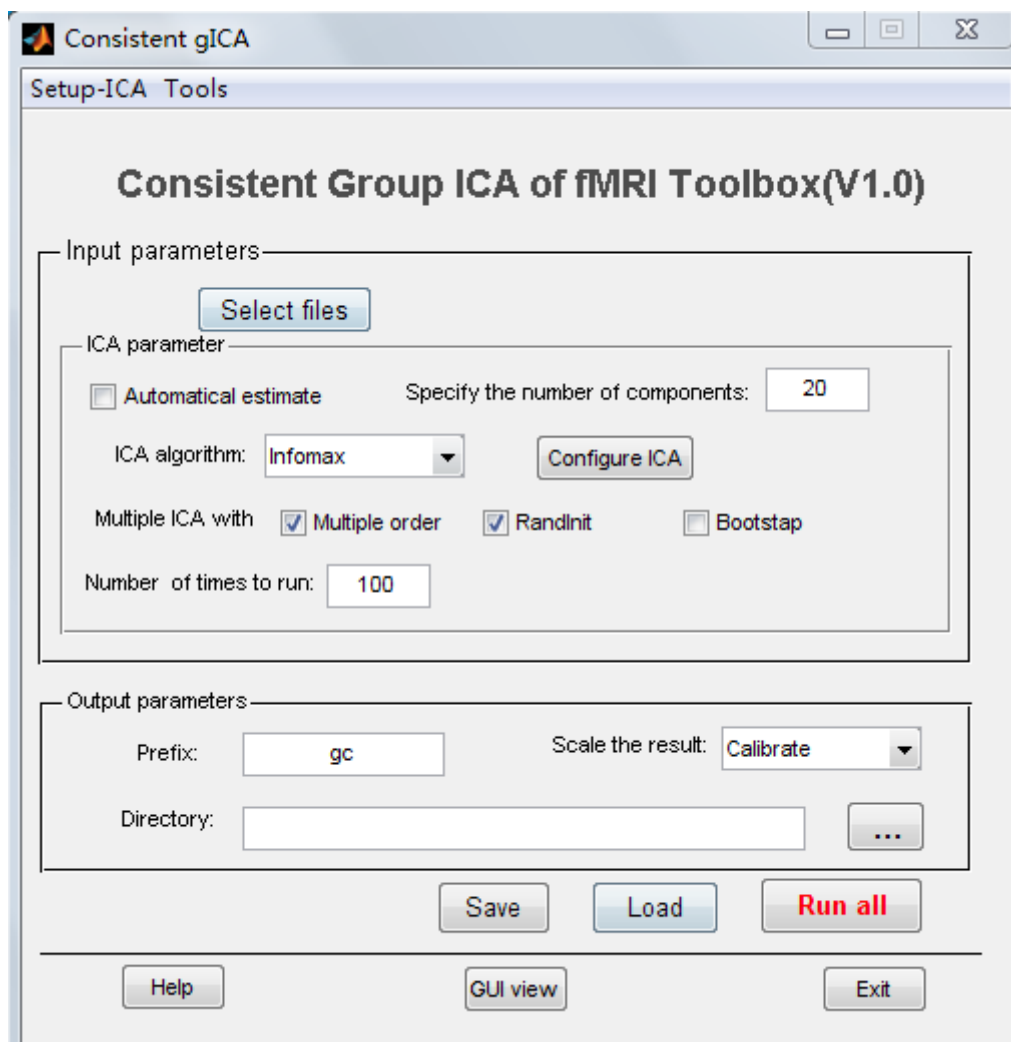 Consistent gICA
Setup-ICA Tools
Consistent Group ICA of fMRI Toolbox(V1.0)
Input parameters
Select files
ICA parameter
Automatical estimate Specify the number of components: 20
ICA algorithm: Infomax Configure ICA
Multiple ICA with Multiple order RandInit Bootstap
Number of times to run: 100
Output parameters
Prefix: gc Scale the result: Calibrate
Directory: ...
Save Load Run all
Help GUI view Exit